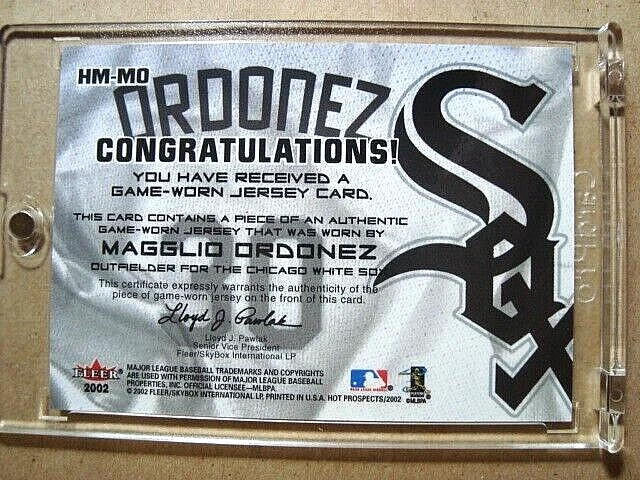 HM-MO
ORDONEZ
CONGRATULATIONS!
YOU HAVE RECEIVED A
GAME-WORN JERSEY CARD.
THIS CARD CONTAINS A PIECE OF AN AUTHENTIC
GAME-WORN JERSEY THAT WAS WORN BY
MAGGLIO ORDONEZ
OUTFIELDER FOR THE CHICAGO WHITE SOX
This certificate expressly warrants the authenticity of the
piece of game-worn jersey on the front of this card.
Lloyd J. Pawlak
Lloyd J. Pawlak
Senior Vice President
Fleer/SkyBox International LP
Sox
FLEER
2002
MAJOR LEAGUE BASEBALL TRADEMARKS AND COPYRIGHTS
ARE USED WITH PERMISSION OF MAJOR LEAGUE BASEBALL
PROPERTIES, INC. OFFICIAL LICENSEE—MLBPA.
© 2002 FLEER/SKYBOX INTERNATIONAL LP, PRINTED IN U.S.A. HOT PROSPECTS/2002
©MLBPA